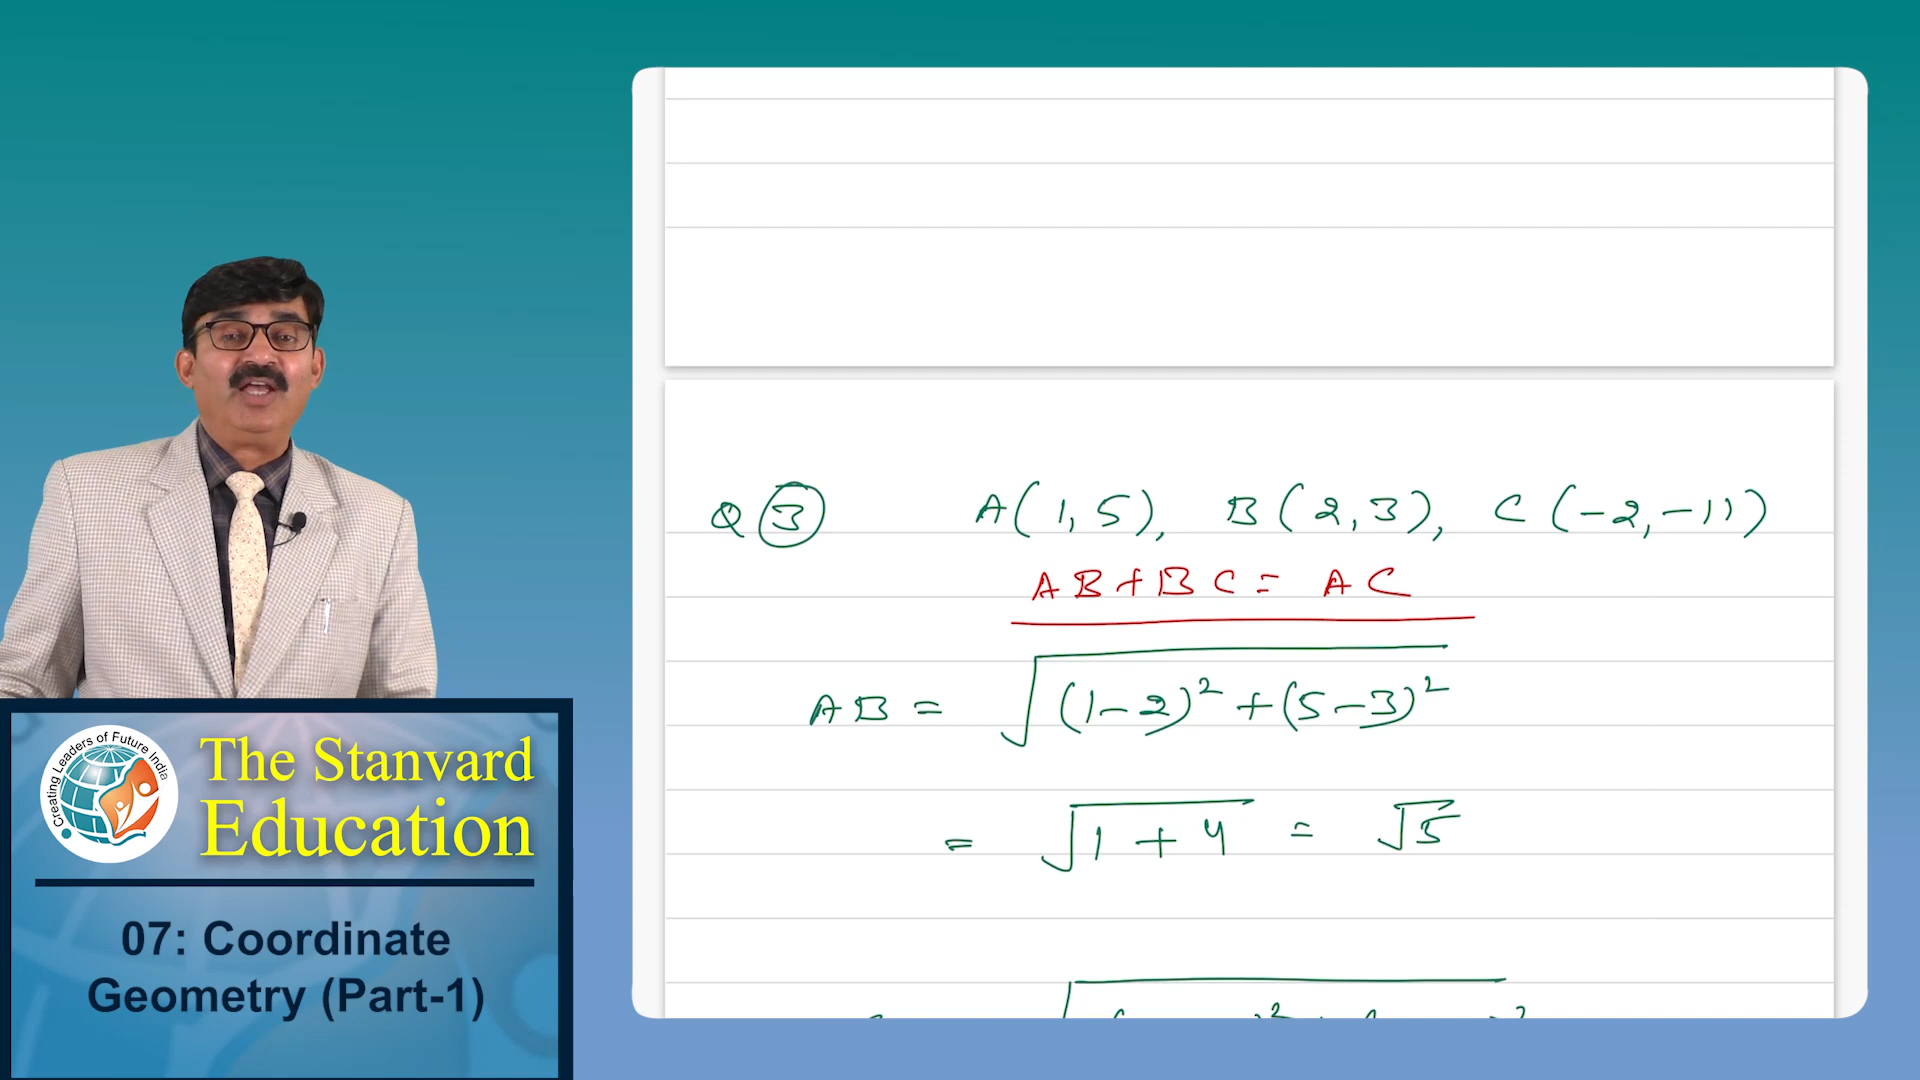 Q ③ A(1,5), B(2,3), C(-2,-11)
AB+BC = AC
AB = √(1-2)² + (5-3)²
= √1 + 4 = √5
Creating Leaders of Future India
The Stanvard
Education
07: Coordinate
Geometry (Part-1)